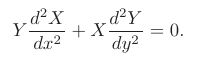 Y \frac{d^2X}{dx^2} + X \frac{d^2Y}{dy^2} = 0.